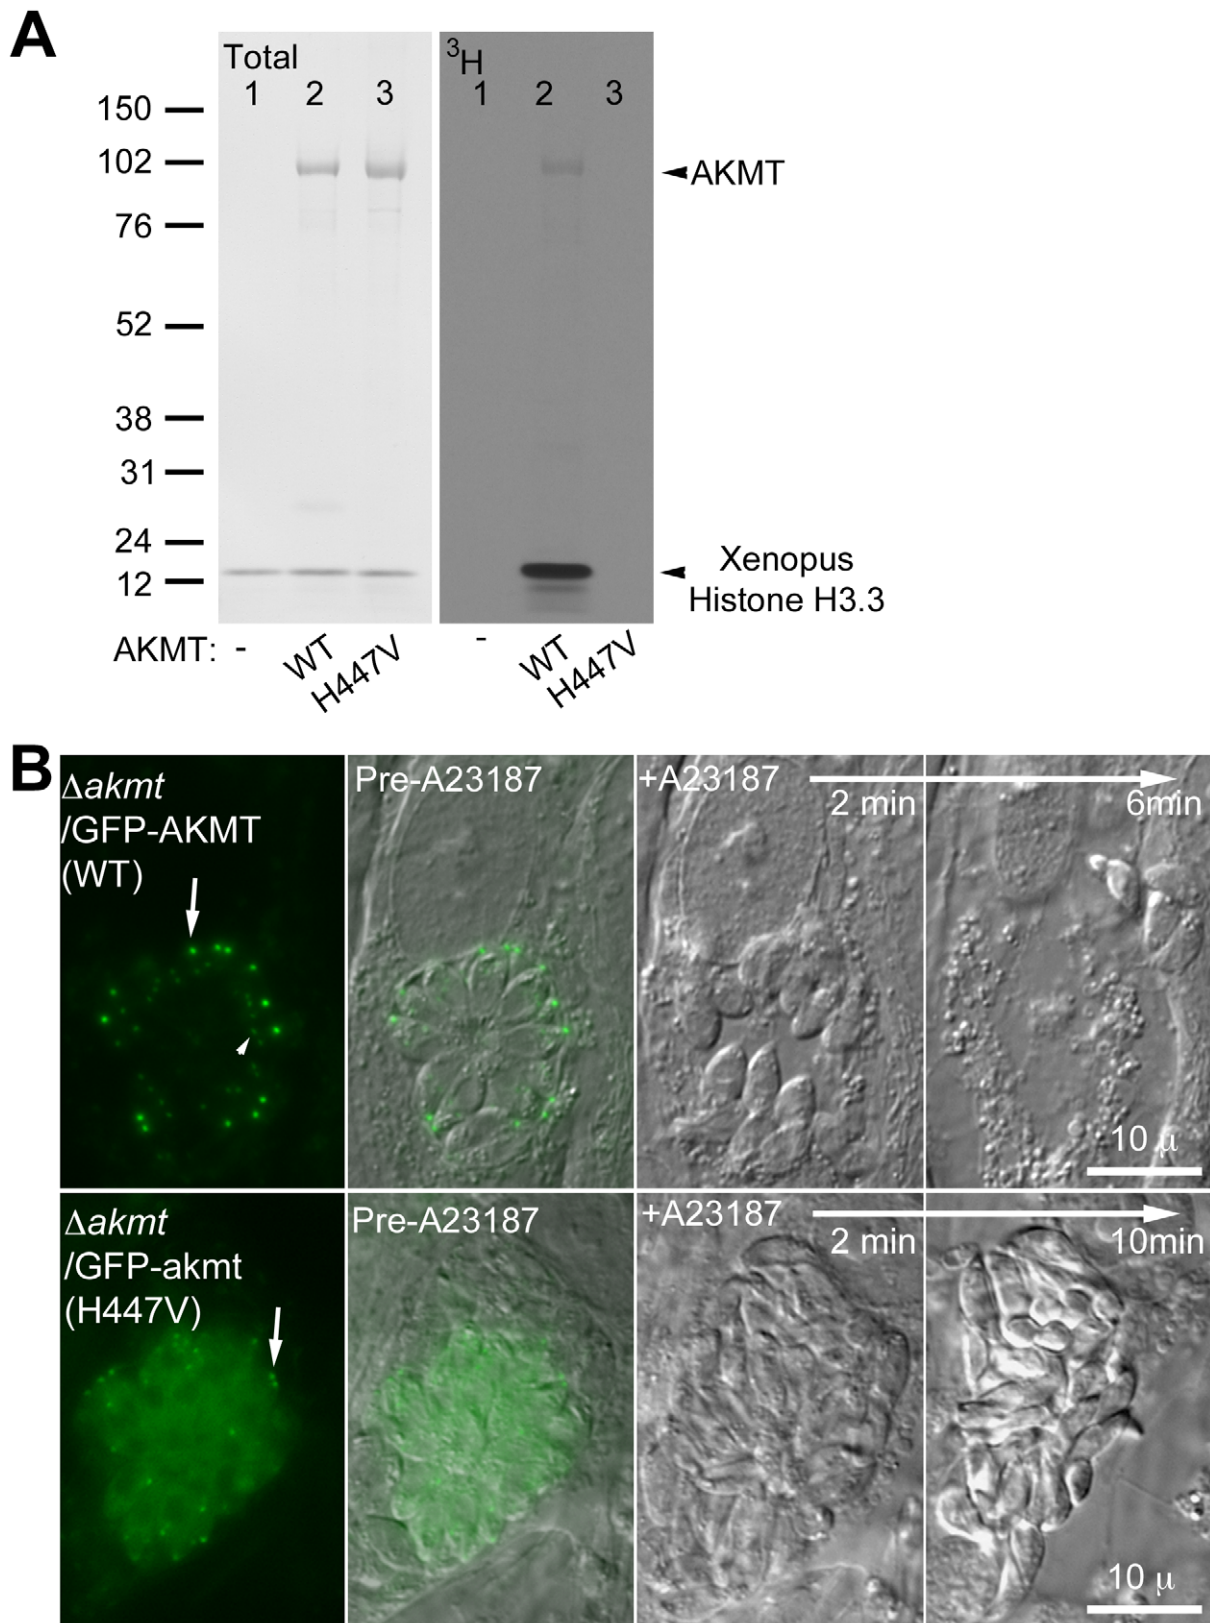 A
Total
1 2 3
³H
1 2 3
150
102
76
52
38
31
24
12
AKMT
Xenopus
Histone H3.3
AKMT: - WT H447V
- WT H447V
B
Δakmt
/GFP-AKMT
(WT)
Pre-A23187
+A23187
2 min
6min
10 μ
Δakmt
/GFP-akmt
(H447V)
Pre-A23187
+A23187
2 min
10min
10 μ